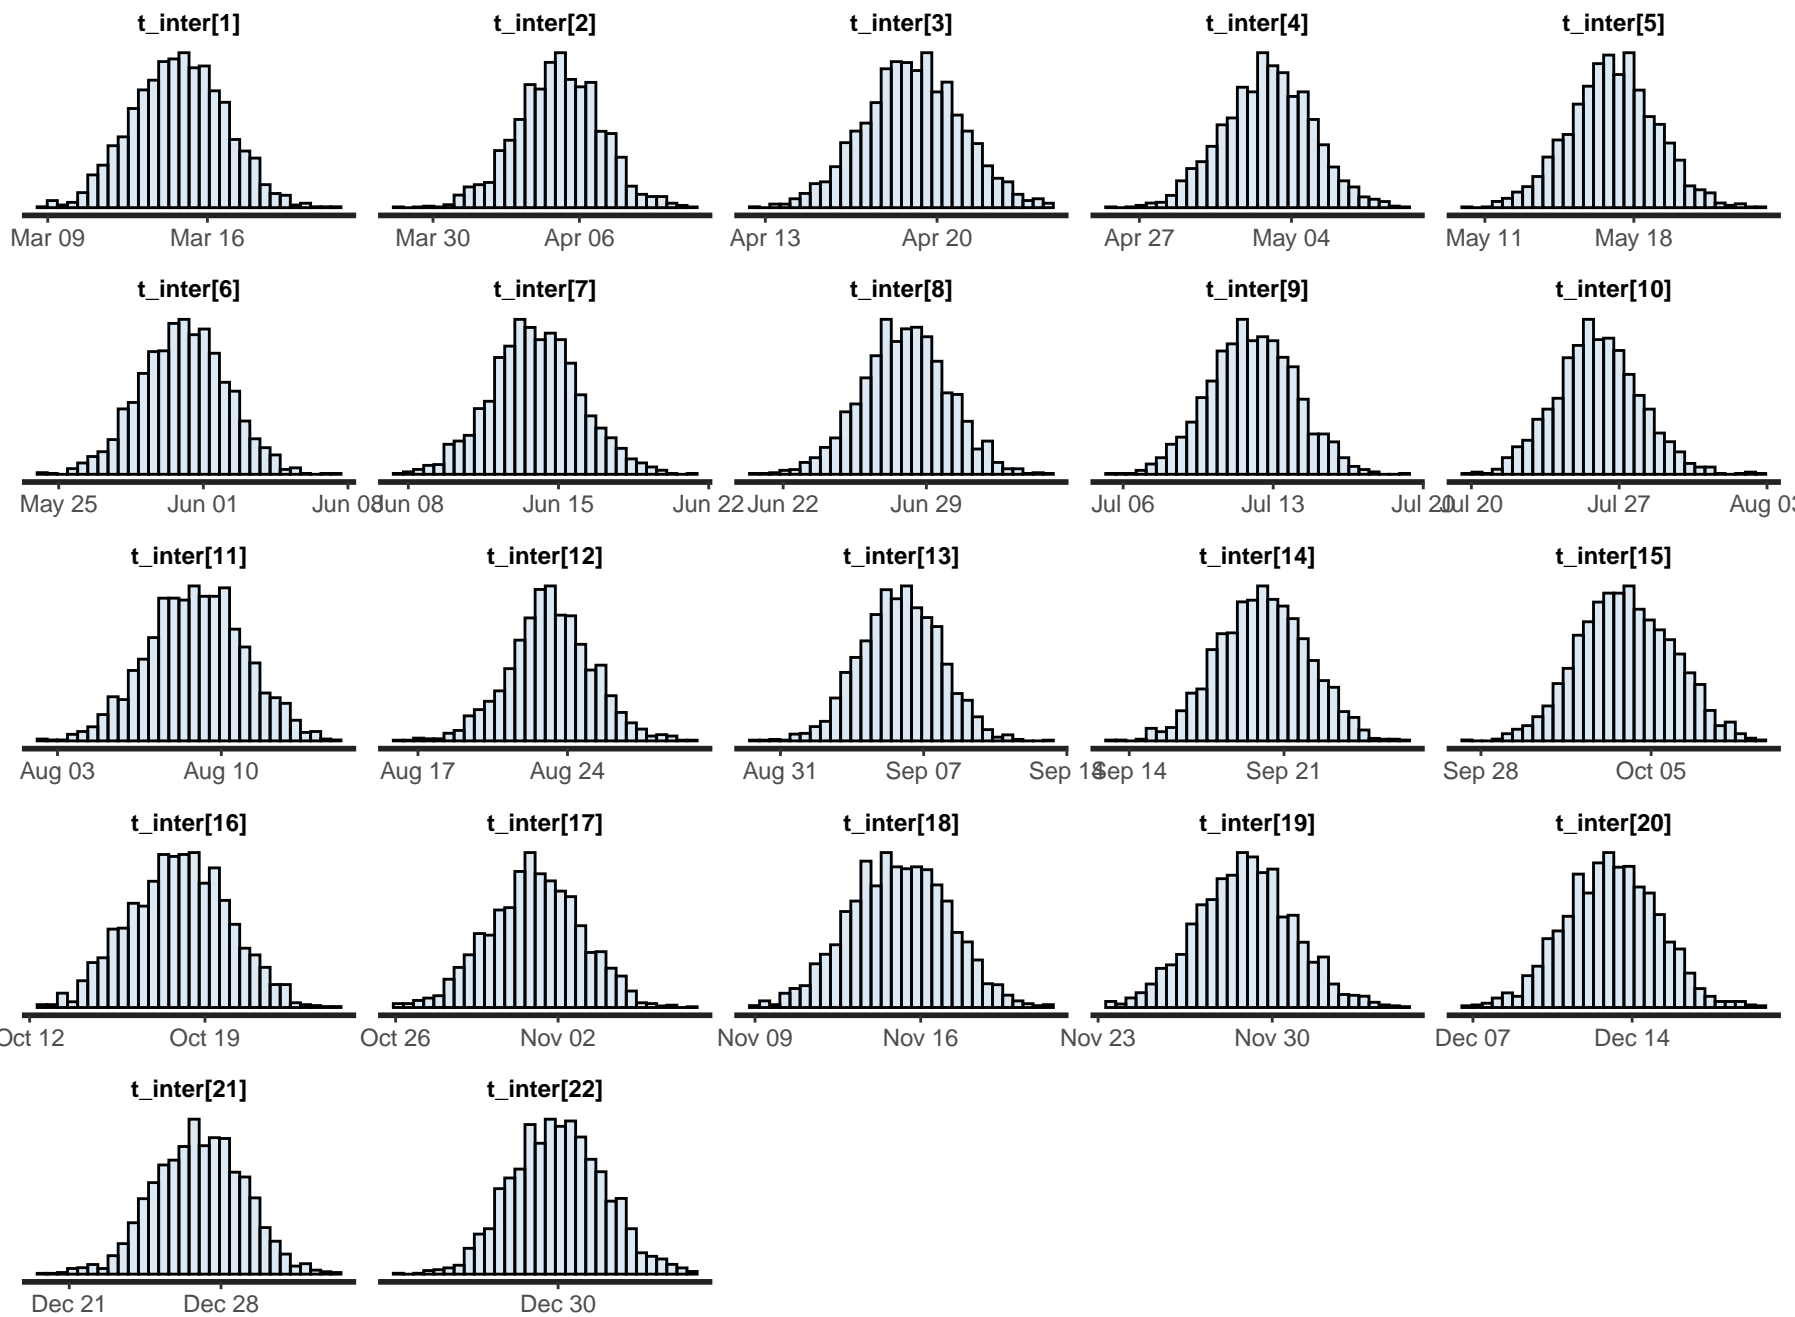 t_inter[1] t_inter[2] t_inter[3] t_inter[4] t_inter[5]
Mar 09 Mar 16 Mar 30 Apr 06 Apr 13 Apr 20 Apr 27 May 04 May 11 May 18
t_inter[6] t_inter[7] t_inter[8] t_inter[9] t_inter[10]
May 25 Jun 01 Jun 08 Jun 08 Jun 15 Jun 22 Jun 22 Jun 29 Jul 06 Jul 13 Jul 20 Jul 20 Jul 27 Aug 03
t_inter[11] t_inter[12] t_inter[13] t_inter[14] t_inter[15]
Aug 03 Aug 10 Aug 17 Aug 24 Aug 31 Sep 07 Sep 14 Sep 14 Sep 21 Sep 28 Oct 05
t_inter[16] t_inter[17] t_inter[18] t_inter[19] t_inter[20]
Oct 12 Oct 19 Oct 26 Nov 02 Nov 09 Nov 16 Nov 23 Nov 30 Dec 07 Dec 14
t_inter[21] t_inter[22]
Dec 21 Dec 28 Dec 30